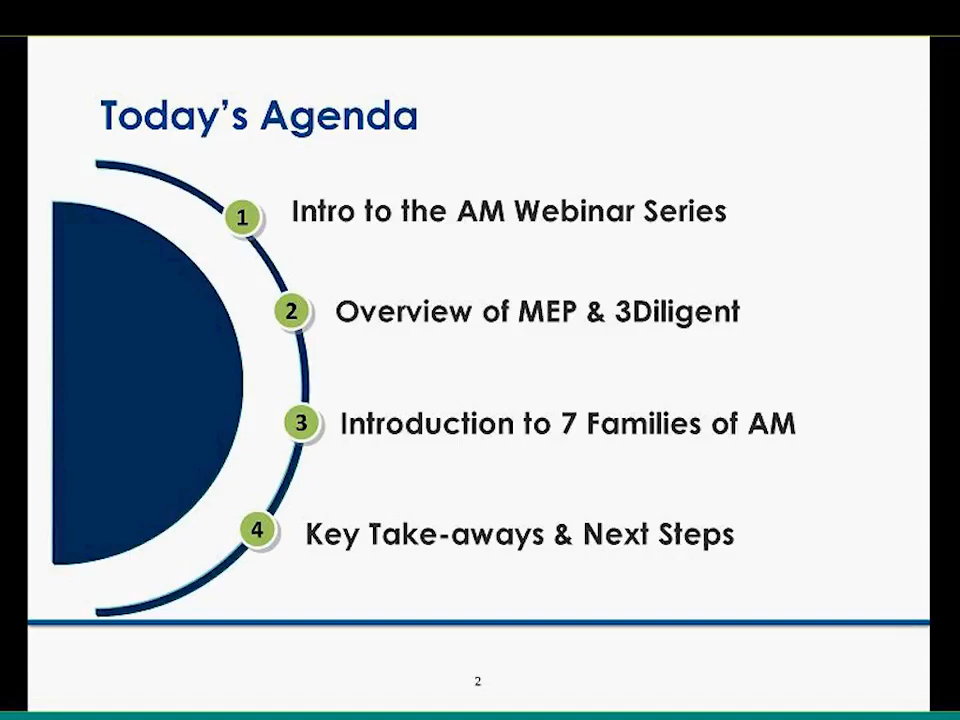 Today's Agenda
1 Intro to the AM Webinar Series
2 Overview of MEP & 3Diligent
3 Introduction to 7 Families of AM
4 Key Take-aways & Next Steps
2